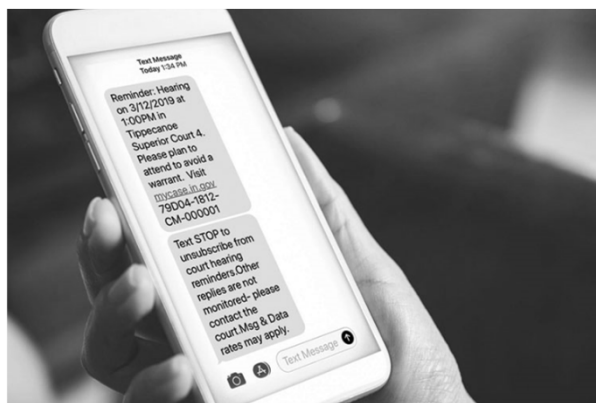 Text Message
Today 1:34 PM
Reminder: Hearing
on 3/12/2019 at
1:00PM in
Tippecanoe
Superior Court 4.
Please plan to
attend to avoid a
warrant. Visit
mycase.in.gov
79D04-1812-
CM-000001
Text STOP to
unsubscribe from
court hearing
reminders.Other
replies are not
monitored- please
contact the
court.Msg & Data
rates may apply.
Text Message